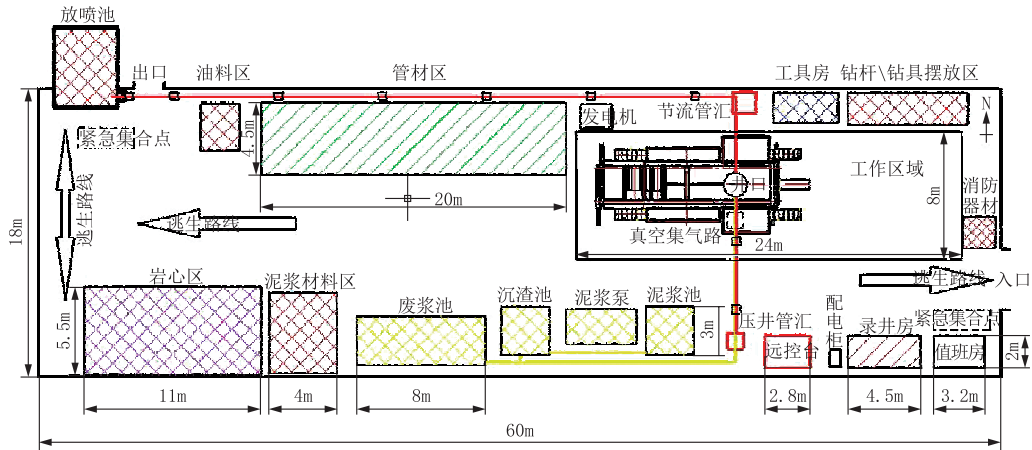 放喷池
出口
油料区
管材区
工具房
钻杆\钻具摆放区
发电机
节流管汇
N
紧急集合点
4.5m
井口
工作区域
8m
消防
器材
18m
逃生路线
逃生路线
20m
真空集气路
24m
逃生路线
入口
岩心区
泥浆材料区
废浆池
沉渣池
泥浆泵
泥浆池
3m
压井管汇
配电柜
录井房
紧急集合点
5.5m
远控台
值班房
2m
11m
4m
8m
2.8m
4.5m
3.2m
60m